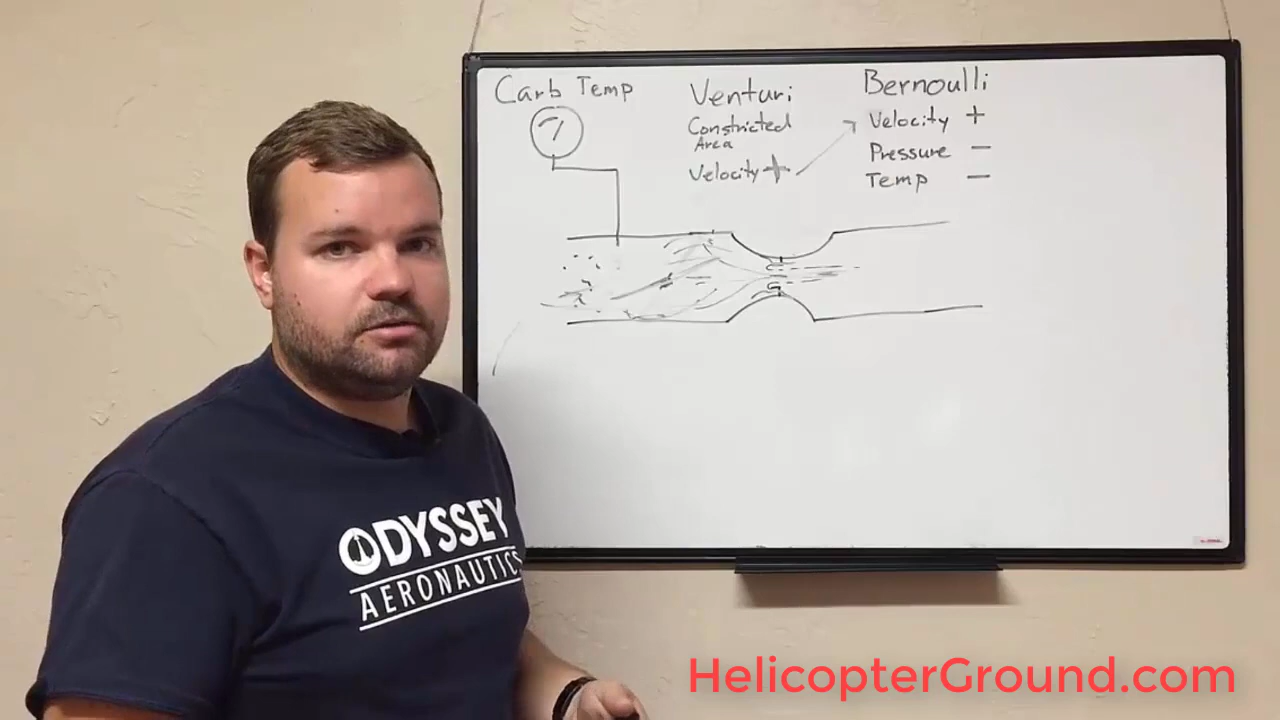 Carb Temp
Venturi
Constricted
Area
Velocity +
Bernoulli
Velocity +
Pressure -
Temp -
ODYSSEY
AERONAUTICS
HelicopterGround.com